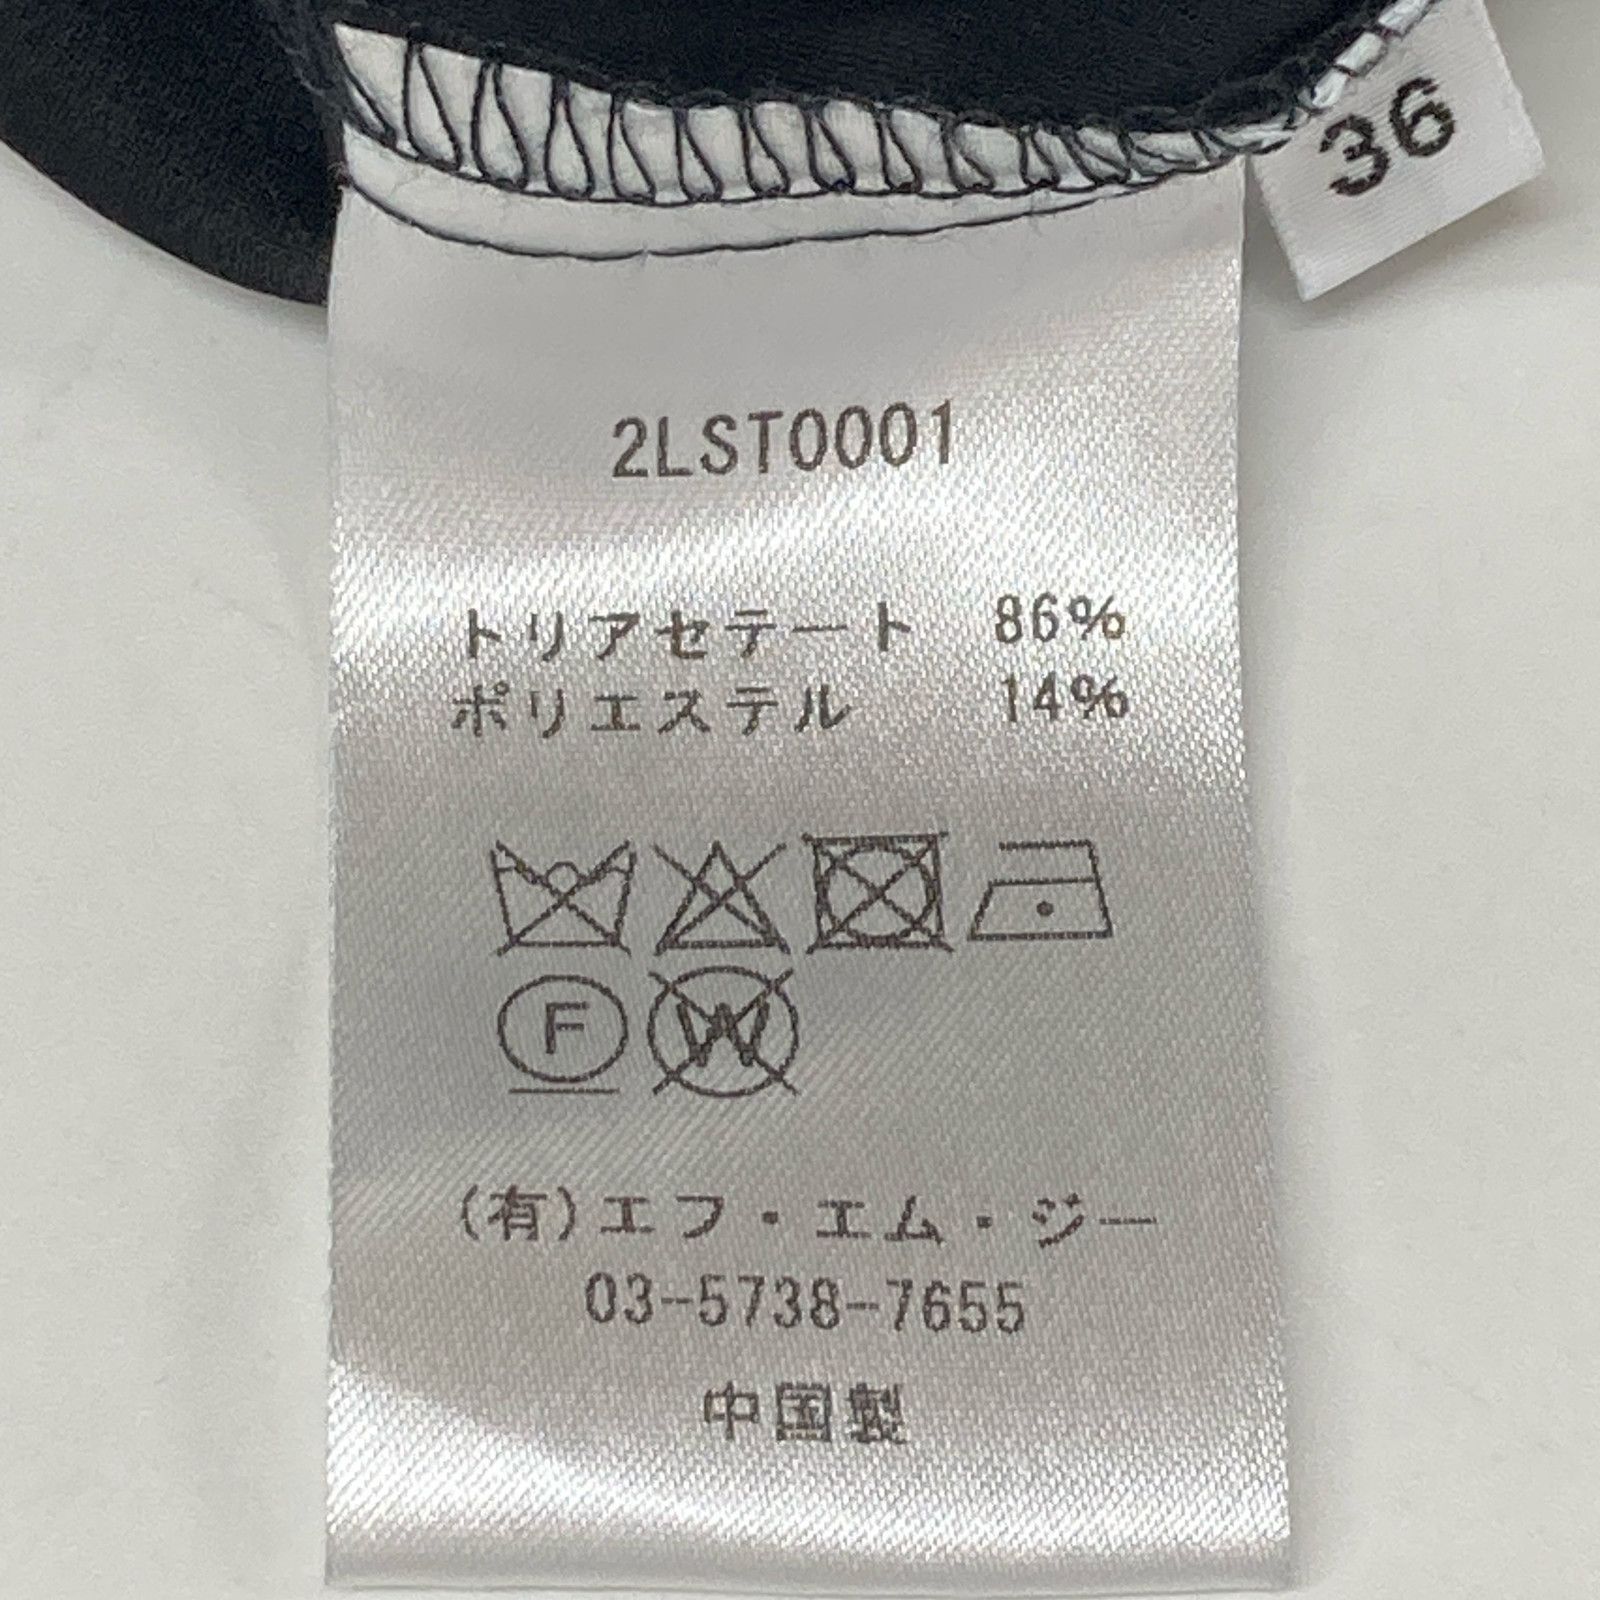 36
2LST0001
トリアセテート 86%
ポリエステル 14%
F W
(有)エフ・エム・ジー
03-5738-7655
中国製